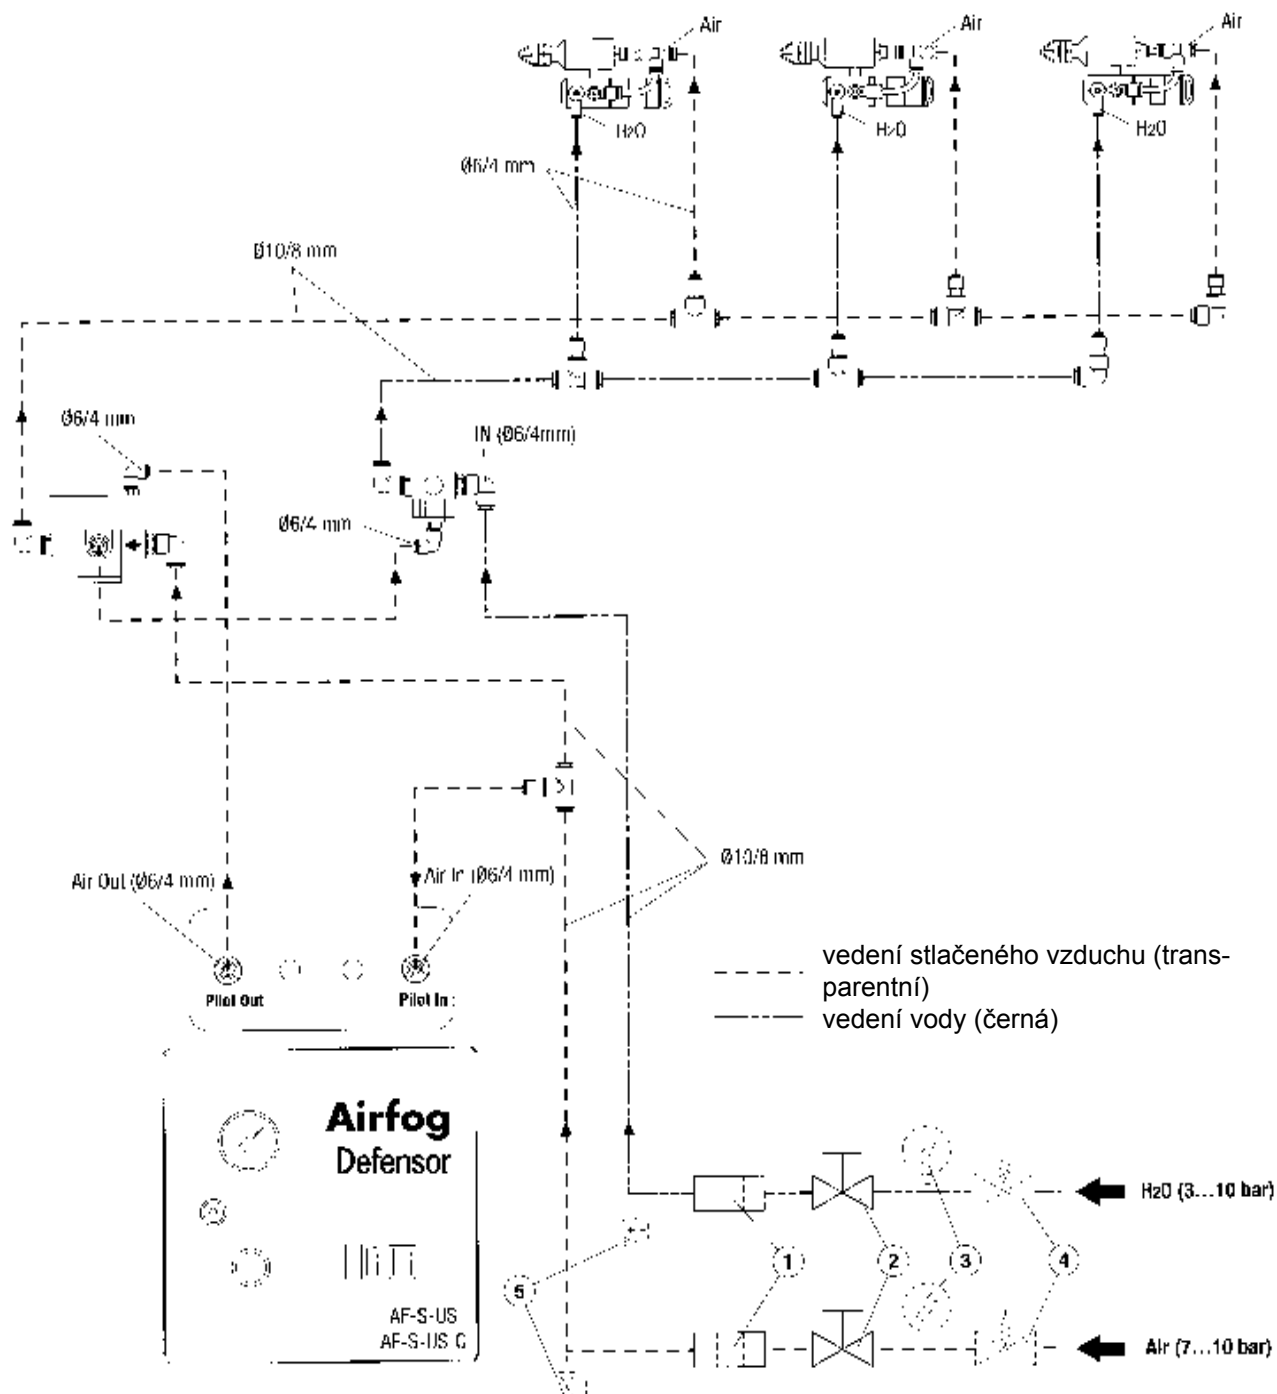 Air
Air
Air
H2O
H2O
H2O
Ø6/4 mm
Ø10/8 mm
Ø6/4 mm
IN (Ø6/4mm)
Ø6/4 mm
Ø10/8 mm
Air Out (Ø6/4 mm)
Air In (Ø6/4 mm)
Pilot Out
Pilot In
vedení stlačeného vzduchu (trans-
parentní)
vedení vody (černá)
Airfog
Defensor
AF-S-US
AF-S-US C
H2O (3...10 bar)
1
2
3
4
5
Air (7...10 bar)